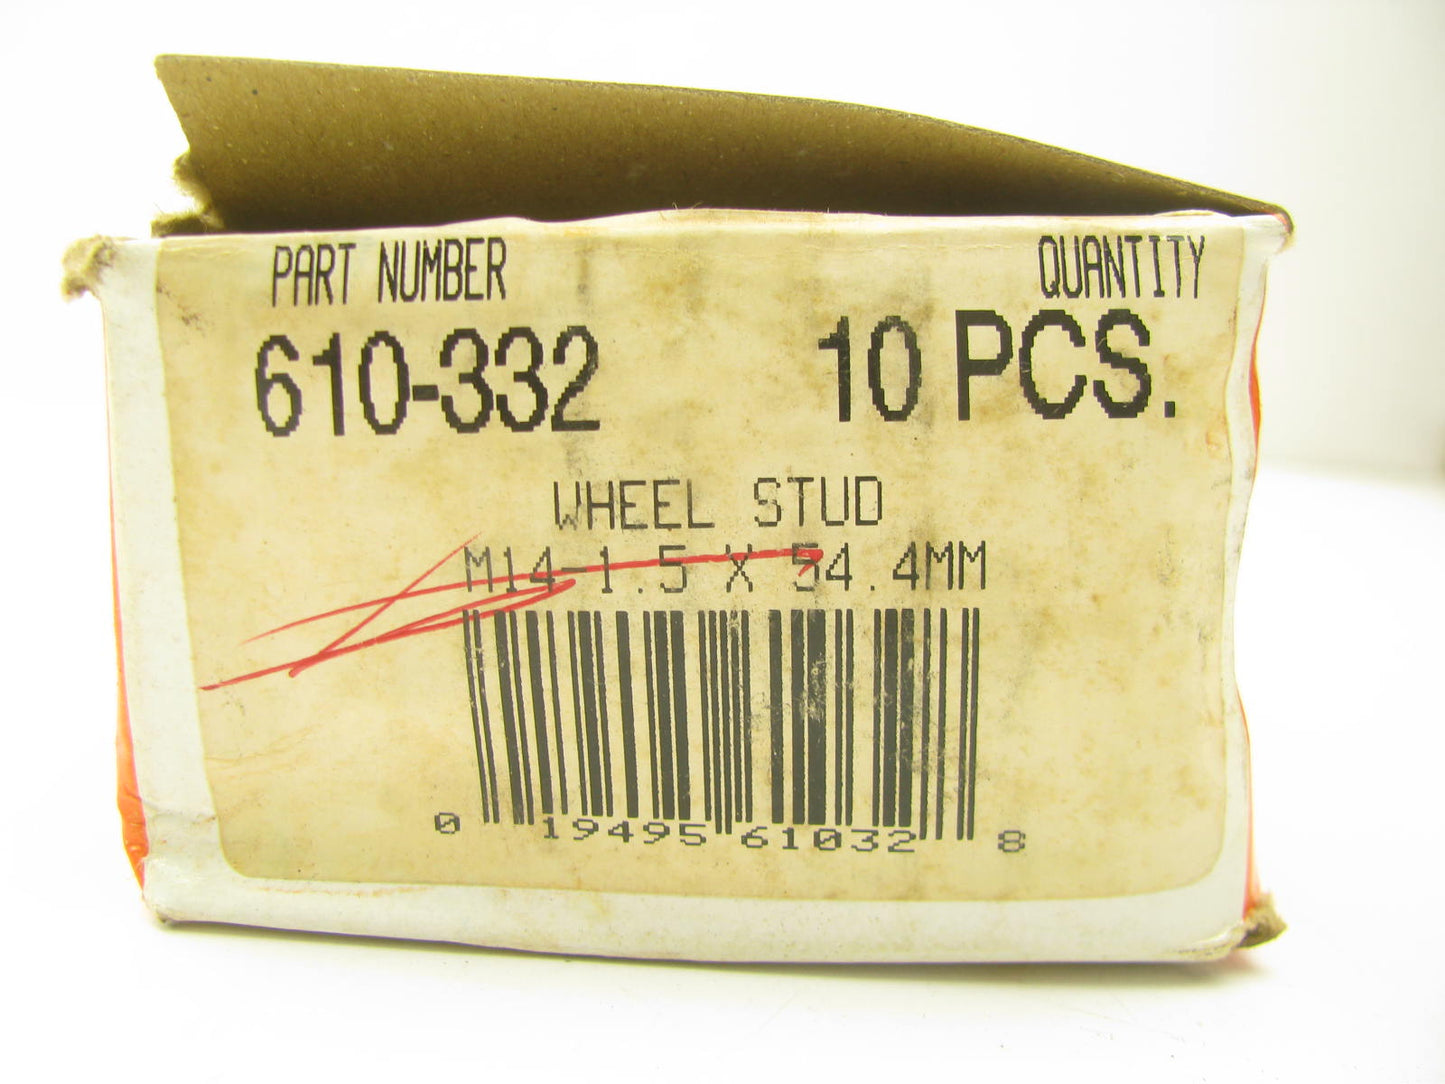 PART NUMBER QUANTITY
610-332 10 PCS.
WHEEL STUD
M14-1.5 X 54.4MM
0 19495 61032 8